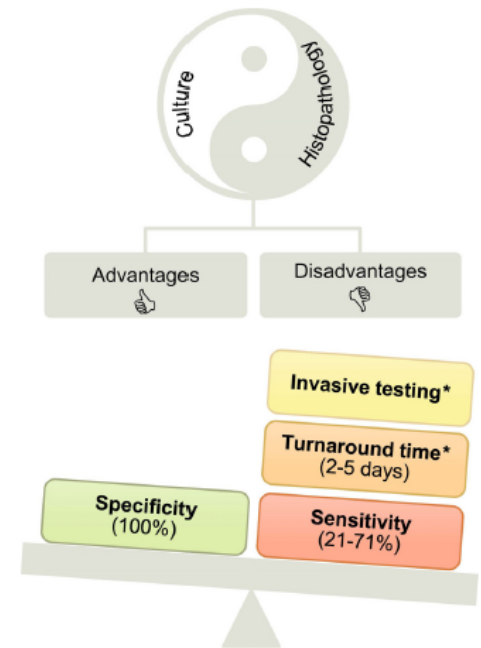 Culture
Histopathology
Advantages
Disadvantages
Invasive testing*
Turnaround time*
(2-5 days)
Specificity
(100%)
Sensitivity
(21-71%)